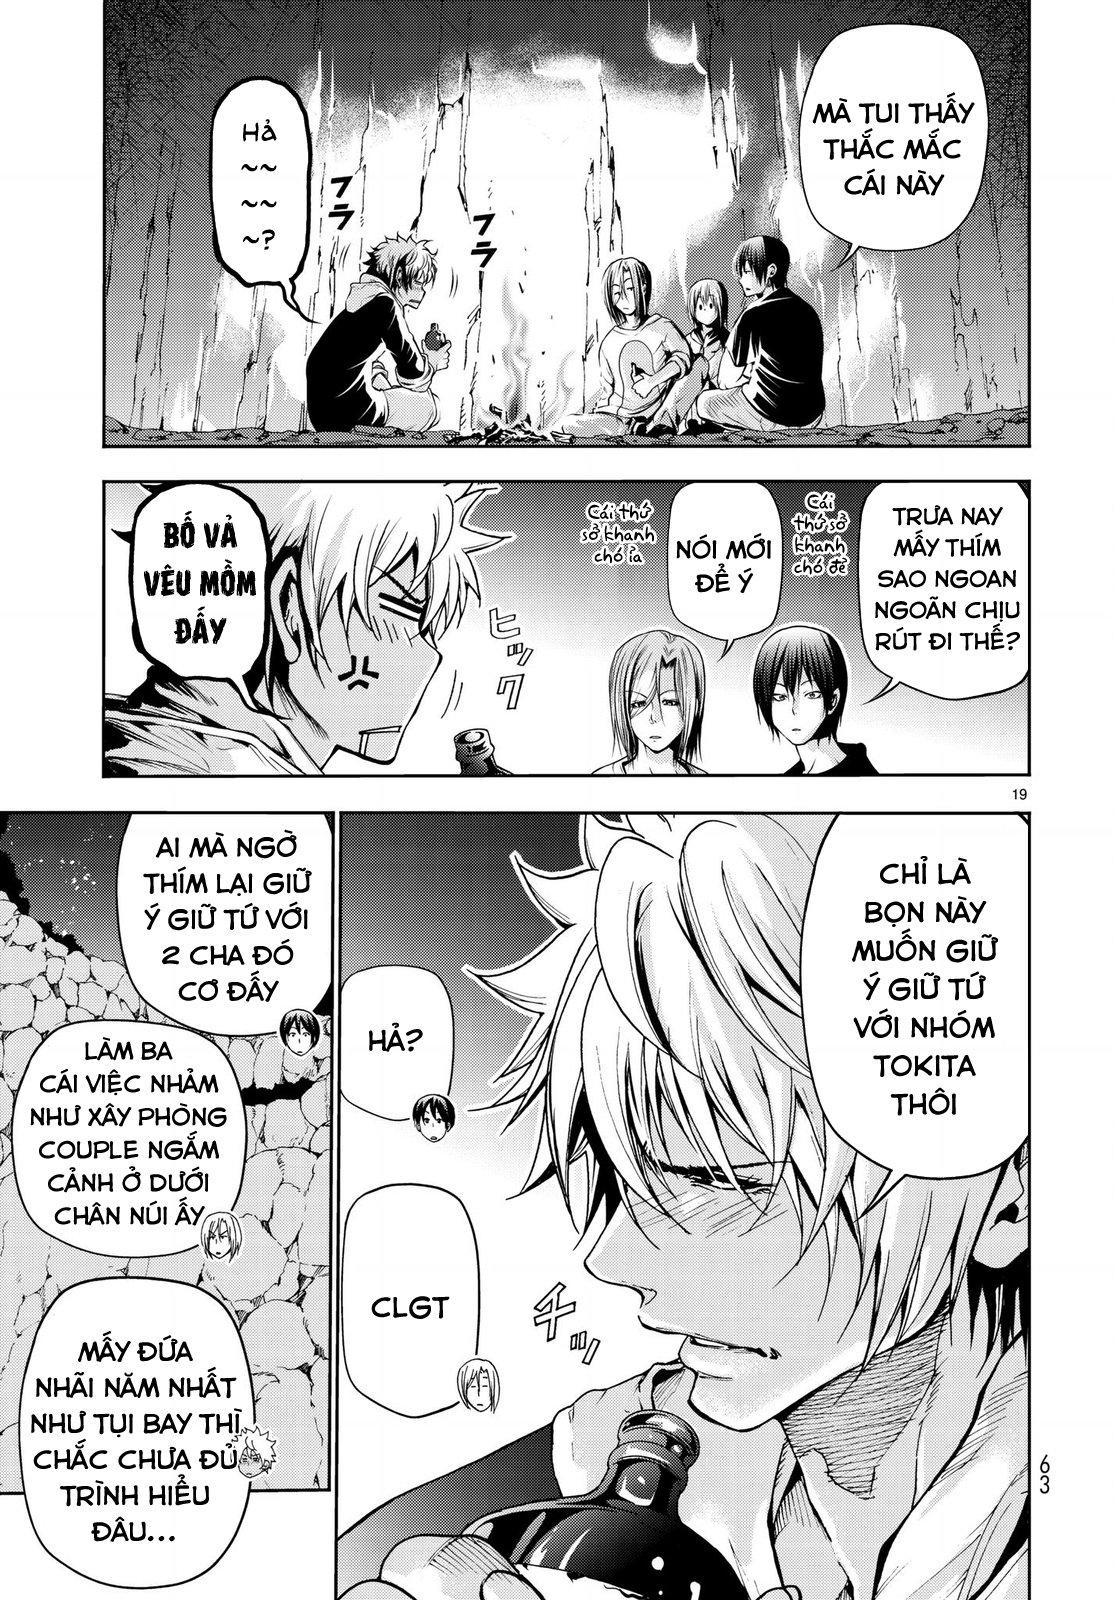 MÀ TUI THẤY
THẮC MẮC
CÁI NÀY
HẢ
~~
~~
~?
フラ
フラ
TRƯA NAY
MẤY THÍM
SAO NGOAN
NGOÃN CHỊU
RÚT ĐI THẾ?
Cái
thứ sở
khanh
chó đẻ
NÓI MỚI
ĐỂ Ý
Cái thứ
sở khanh
chó ỉa
ヒック
BỐ VẢ
VÊU MỒM
ĐẤY
19
CHỈ LÀ
BỌN NÀY
MUỐN GIỮ
Ý GIỮ TỨ
VỚI NHÓM
TOKITA
THÔI
HẢ?
CLGT
チッ
AI MÀ NGỜ
THÍM LẠI GIỮ
Ý GIỮ TỨ VỚI
2 CHA ĐÓ
CƠ ĐẤY
LÀM BA
CÁI VIỆC NHẢM
NHƯ XÂY PHÒNG
COUPLE NGẮM
CẢNH Ở DƯỚI
CHÂN NÚI ẤY
MẤY ĐỨA
NHÃI NĂM NHẤT
NHƯ TỤI BAY THÌ
CHẮC CHƯA ĐỦ
TRÌNH HIỂU
ĐÂU...
63